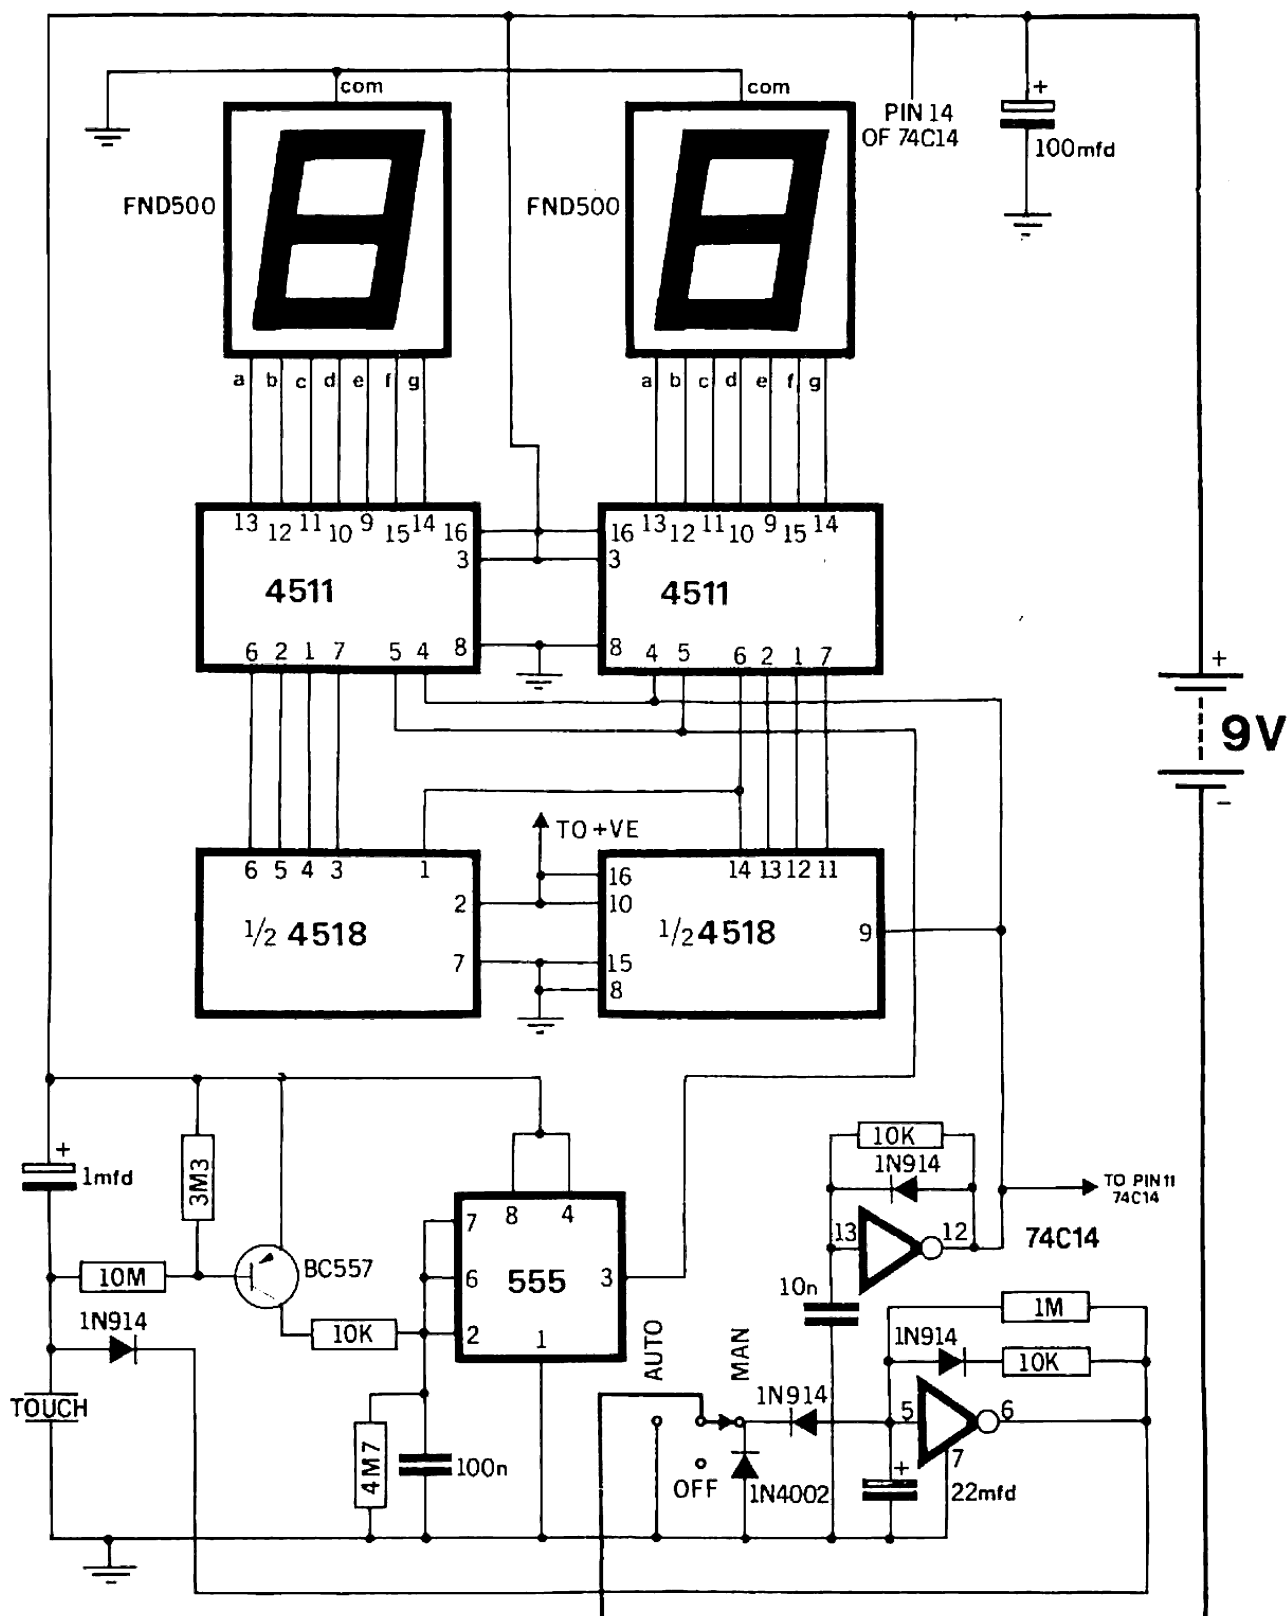 com com
+
PIN 14
OF 74C14
100mfd
FND500 FND500
a b c d e f g a b c d e f g
13 12 11 10 9 15 14 16 16 13 12 11 10 9 15 14
3 3
4511 4511
6 2 1 7 5 4 8 8 4 5 6 2 1 7
+
9V
-
TO +VE
6 5 4 3 1 16 14 13 12 11
2 10
1/2 4518 1/2 4518 9
7 15
8
+
1mfd
3M3
10K
1N914
TO PIN 11
74C14
7 8 4
13 12 74C14
10M BC557 6 555 3
10n
1N914
10K 2 1
1M
1N914
10K
AUTO MAN
1N914
TOUCH
5 6
7
4M7
100n
OFF
1N4002
+
22mfd